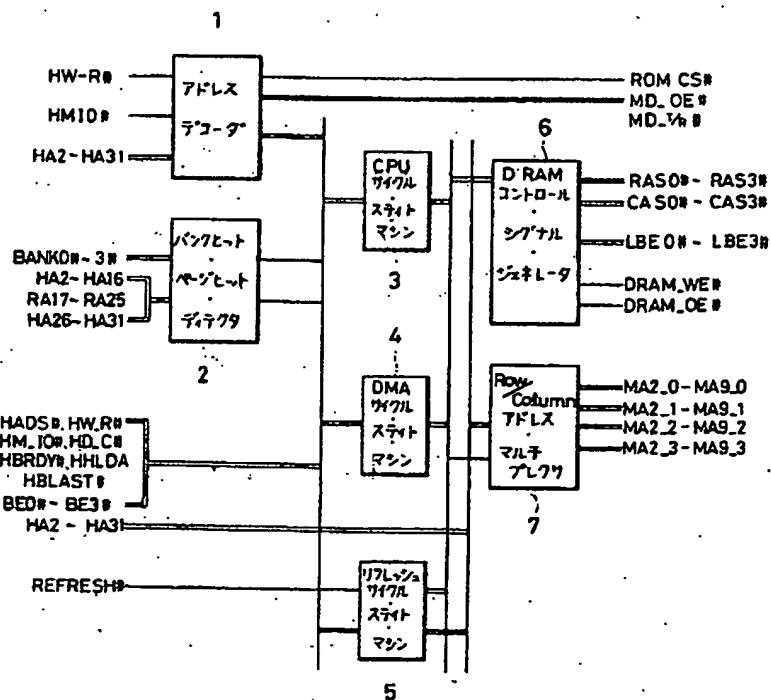 1
HW-R#
HMIO#
HA2-HA31
アドレス
デコーダ
ROM CS#
MD_OE#
MD_T/R#
BANK0#~3#
HA2~HA16
RA17~RA25
HA26~HA31
バンクヒット
・
ページヒット
・
ディテクタ
2
CPU
サイクル
・
ステイト
・
マシン
3
6
D-RAM
コントロール
・
シグナル
・
ジェネレータ
RAS0#~RAS3#
CAS0#~CAS3#
LBE0#~LBE3#
DRAM_WE#
DRAM_OE#
4
DMA
サイクル
・
ステイト
・
マシン
Row/Column
アドレス
・
マルチ
プレクサ
7
MA2_0-MA9_0
MA2_1-MA9_1
MA2_2-MA9_2
MA2_3-MA9_3
HADS#,HW_R#
HM_IO#,HD_C#
HBRDY#,HHLDA
HBLAST#
BE0#~BE3#
HA2~HA31
REFRESH#
リフレッシュ
サイクル
・
ステイト
・
マシン
5